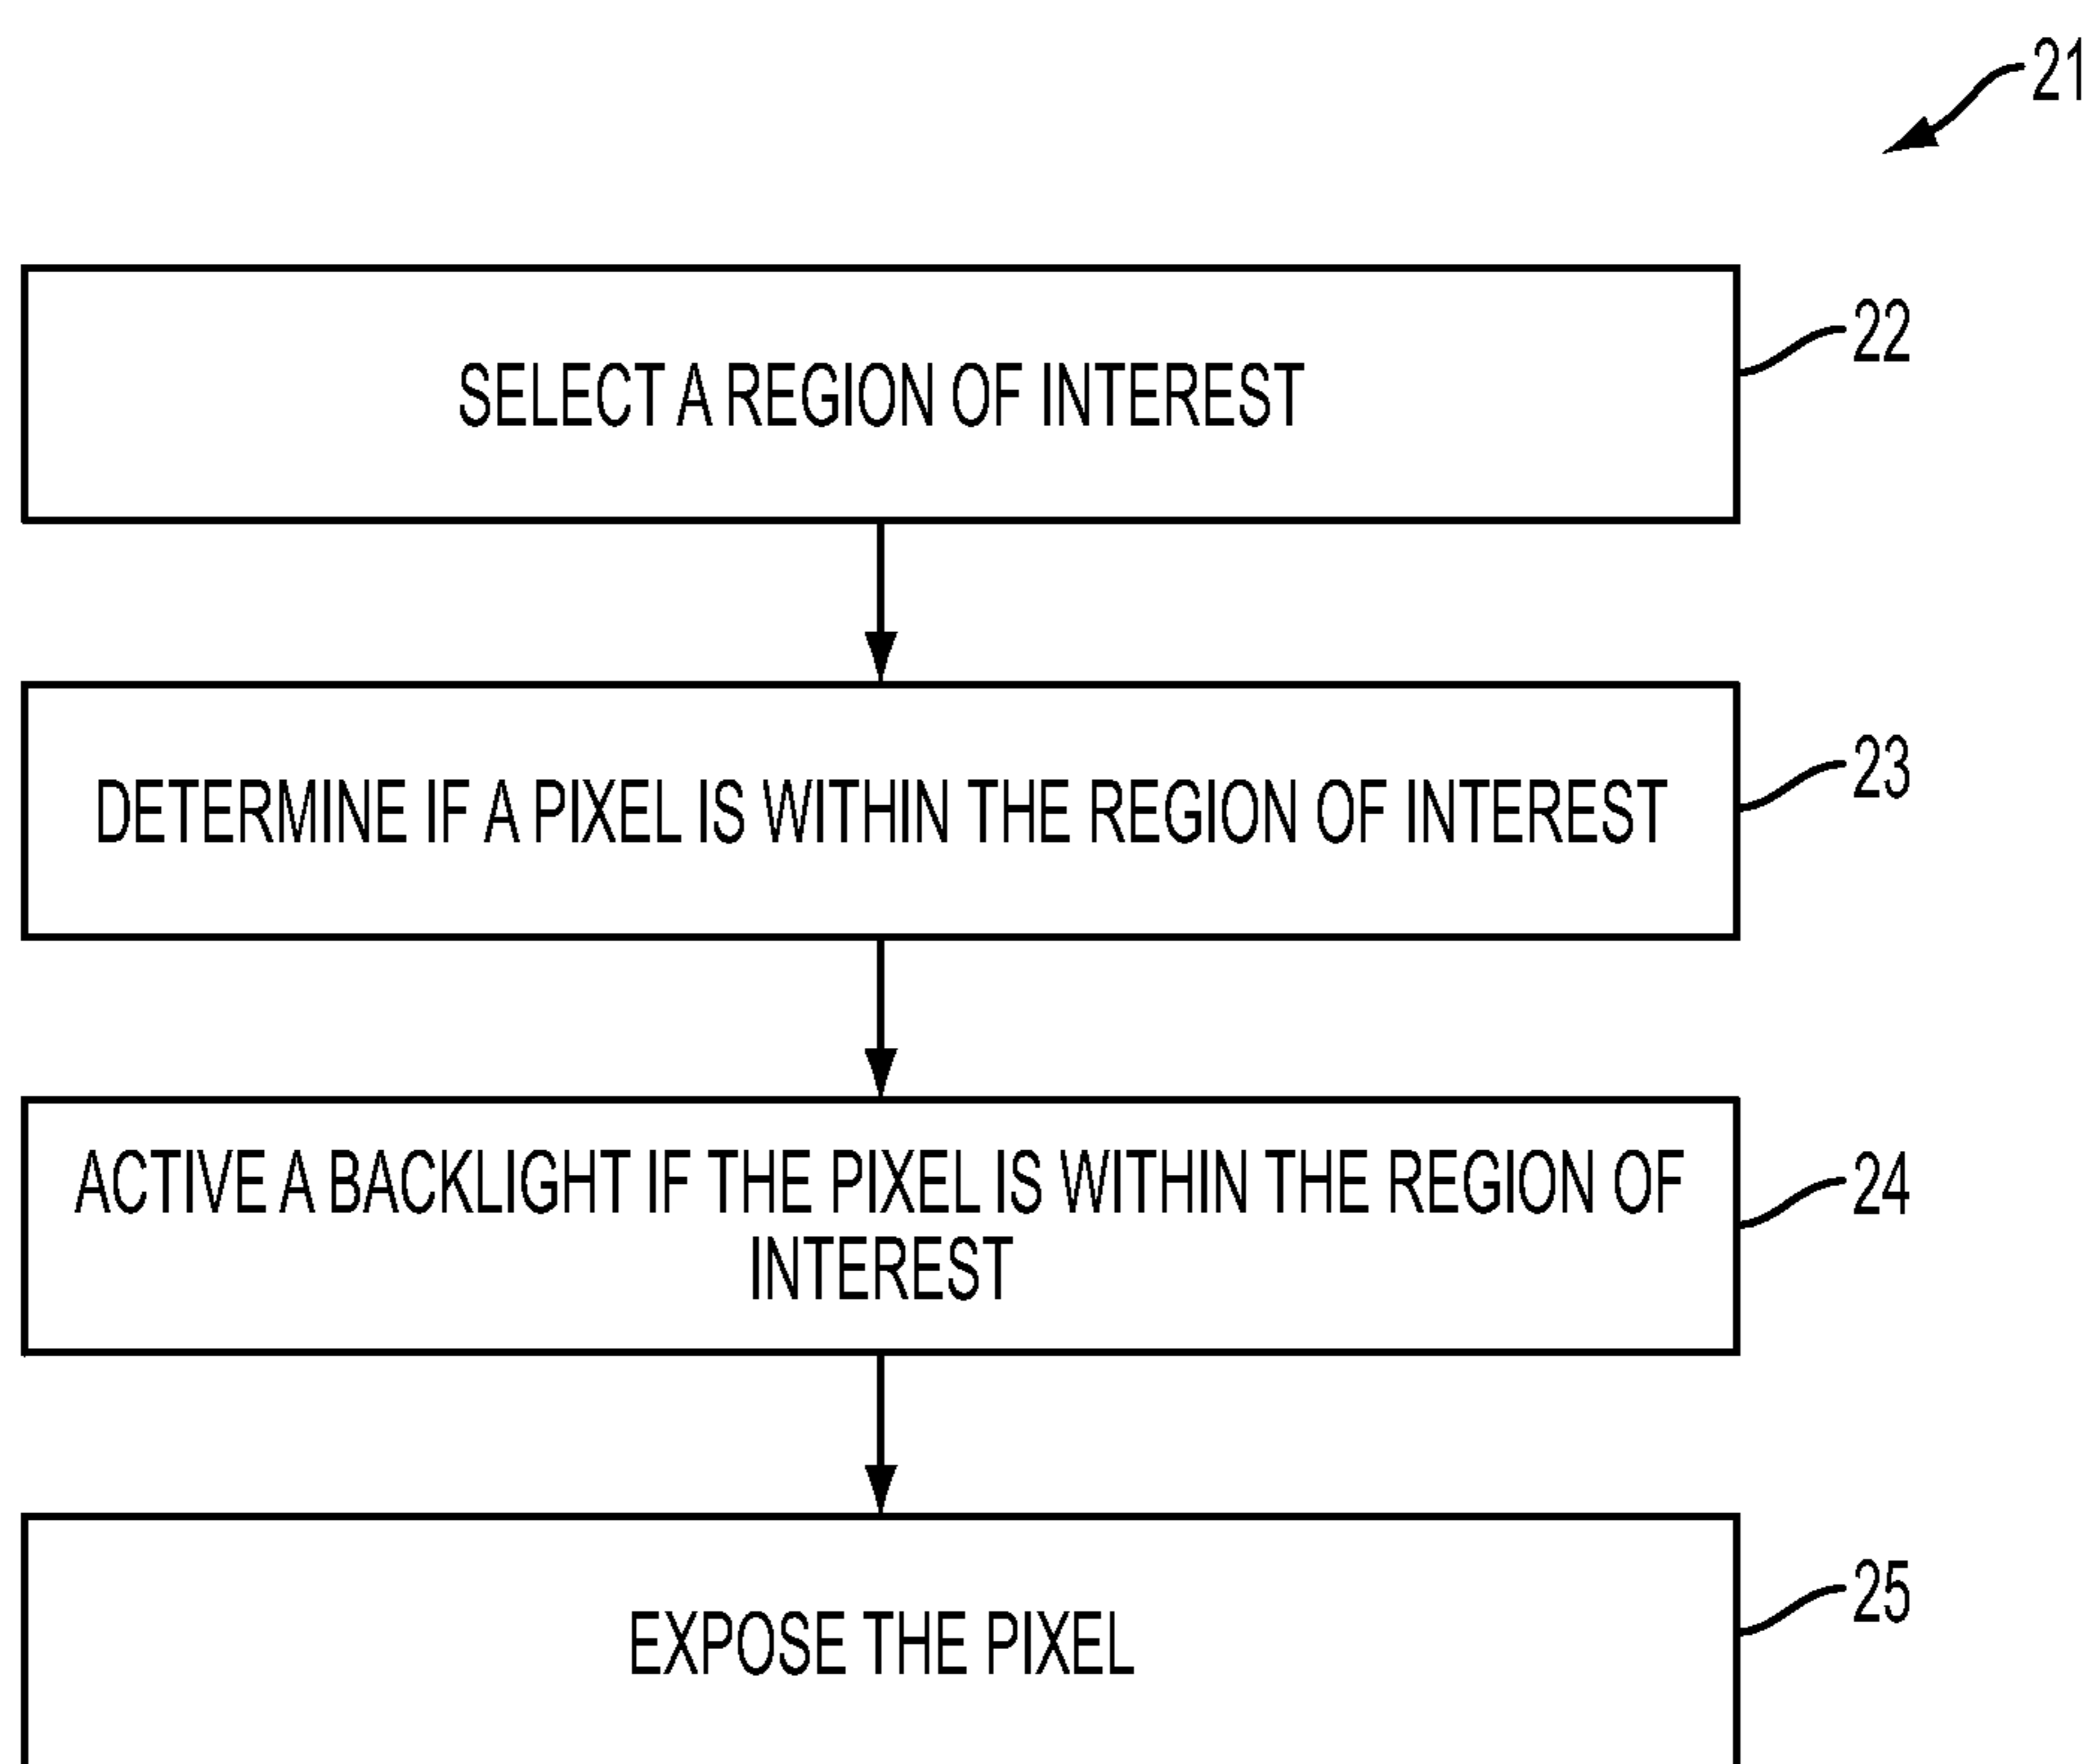 21
SELECT A REGION OF INTEREST
22
DETERMINE IF A PIXEL IS WITHIN THE REGION OF INTEREST
23
ACTIVE A BACKLIGHT IF THE PIXEL IS WITHIN THE REGION OF
INTEREST
24
EXPOSE THE PIXEL
25